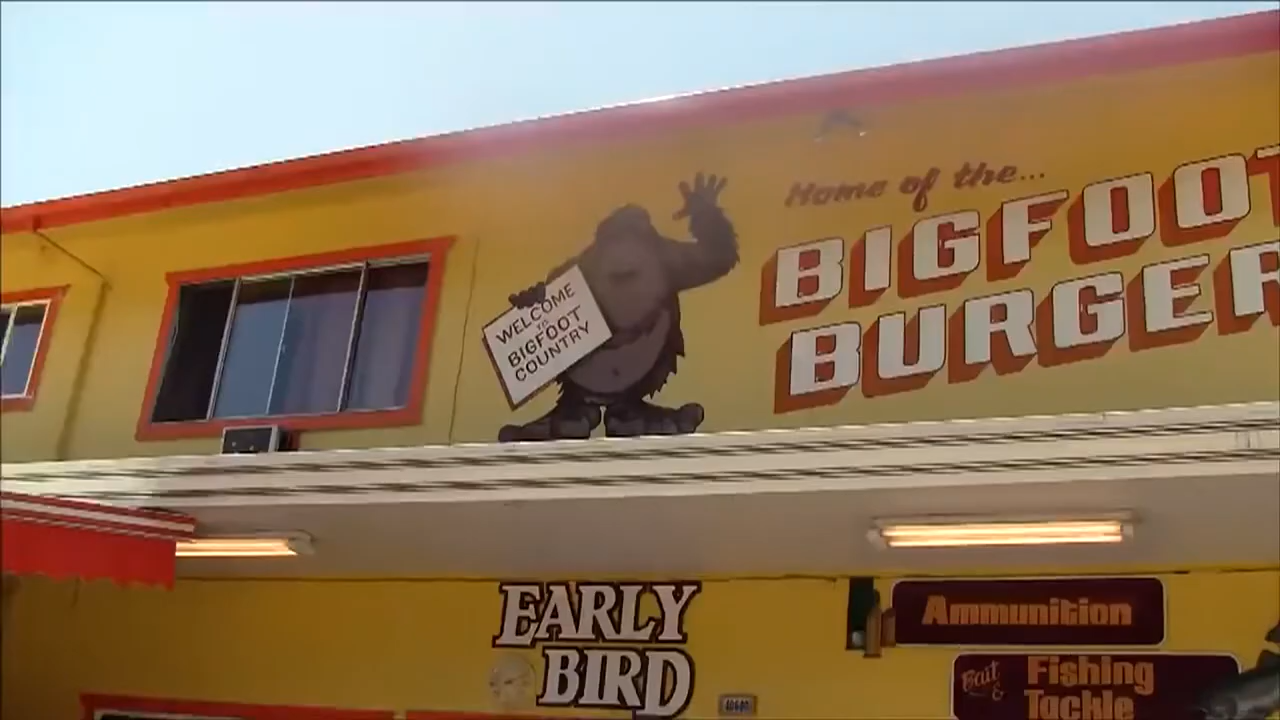 Home of the...
BIGFOOT
BURGER
WELCOME
TO
BIGFOOT
COUNTRY
EARLY
BIRD
Ammunition
Bait &
Fishing
Tackle